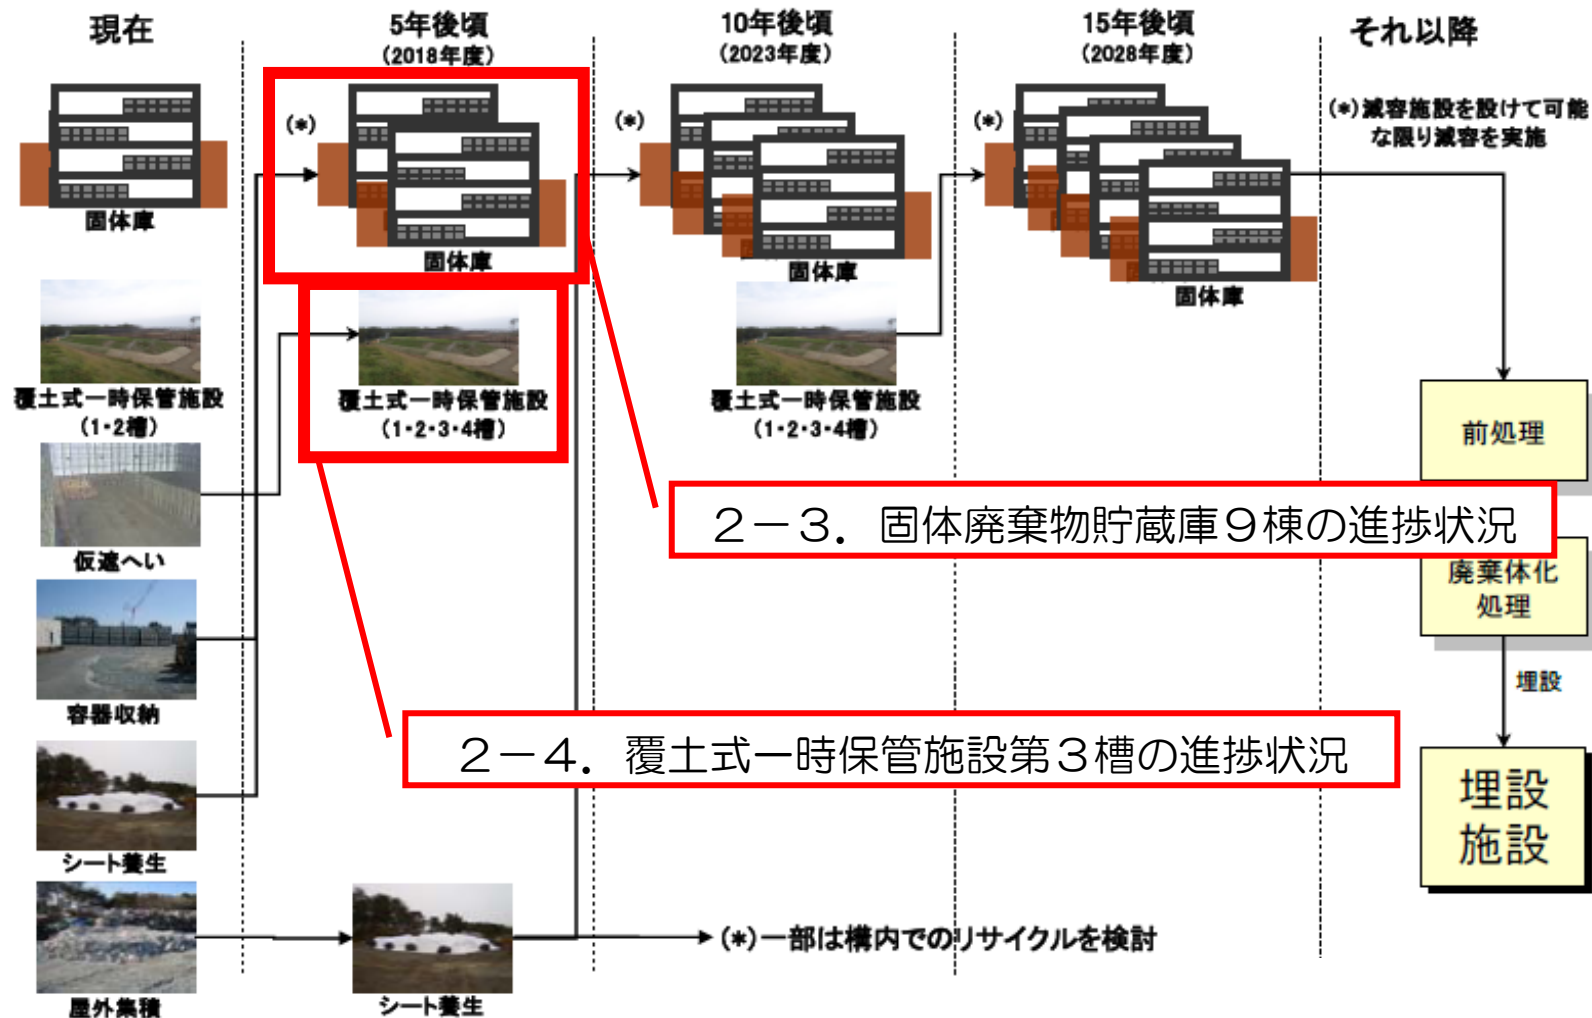 現在
5年後頃
(2018年度)
10年後頃
(2023年度)
15年後頃
(2028年度)
それ以降
(*)
(*)
(*)
(*)減容施設を設けて可能
な限り減容を実施
固体庫
固体庫
固体庫
固体庫
覆土式一時保管施設
(1・2槽)
覆土式一時保管施設
(1・2・3・4槽)
覆土式一時保管施設
(1・2・3・4槽)
前処理
2－3．固体廃棄物貯蔵庫9棟の進捗状況
仮遮へい
廃棄体化
処理
埋設
容器収納
2－4．覆土式一時保管施設第3槽の進捗状況
埋設
施設
シート養生
(*)一部は構内でのリサイクルを検討
屋外集積
シート養生